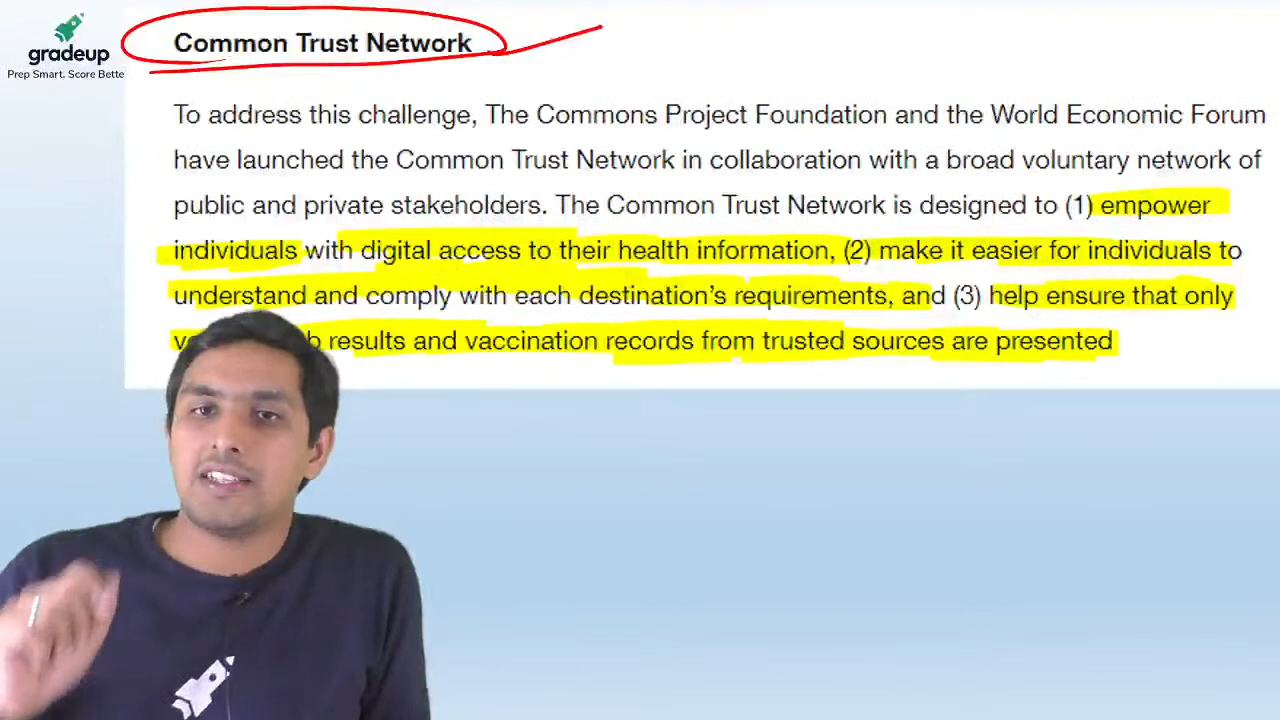 gradeup
Prep Smart. Score Bette
Common Trust Network
To address this challenge, The Commons Project Foundation and the World Economic Forum
have launched the Common Trust Network in collaboration with a broad voluntary network of
public and private stakeholders. The Common Trust Network is designed to (1) empower
individuals with digital access to their health information, (2) make it easier for individuals to
understand and comply with each destination's requirements, and (3) help ensure that only
results and vaccination records from trusted sources are presented